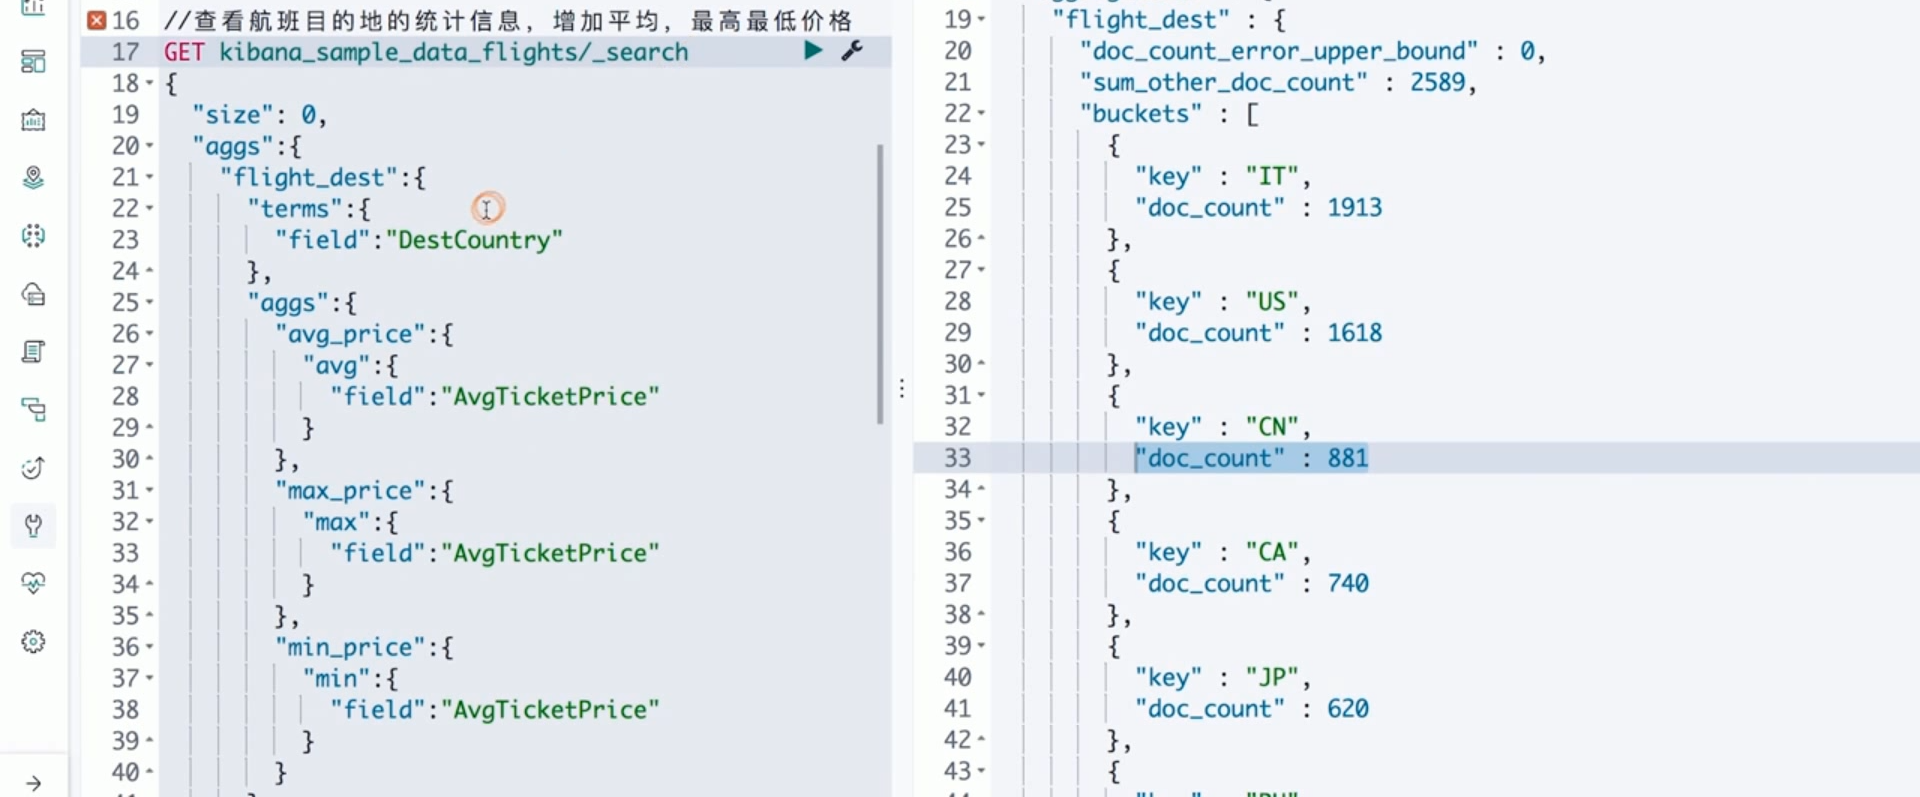 16 //查看航班目的地的统计信息，增加平均，最高最低价格
17 GET kibana_sample_data_flights/_search
18 {
19 "size": 0,
20 "aggs":{
21 "flight_dest":{
22 "terms":{
23 "field":"DestCountry"
24 },
25 "aggs":{
26 "avg_price":{
27 "avg":{
28 "field":"AvgTicketPrice"
29 }
30 },
31 "max_price":{
32 "max":{
33 "field":"AvgTicketPrice"
34 }
35 },
36 "min_price":{
37 "min":{
38 "field":"AvgTicketPrice"
39 }
40 }
19 "flight_dest" : {
20 "doc_count_error_upper_bound" : 0,
21 "sum_other_doc_count" : 2589,
22 "buckets" : [
23 {
24 "key" : "IT",
25 "doc_count" : 1913
26 },
27 {
28 "key" : "US",
29 "doc_count" : 1618
30 },
31 {
32 "key" : "CN",
33 "doc_count" : 881
34 },
35 {
36 "key" : "CA",
37 "doc_count" : 740
38 },
39 {
40 "key" : "JP",
41 "doc_count" : 620
42 },
43 {